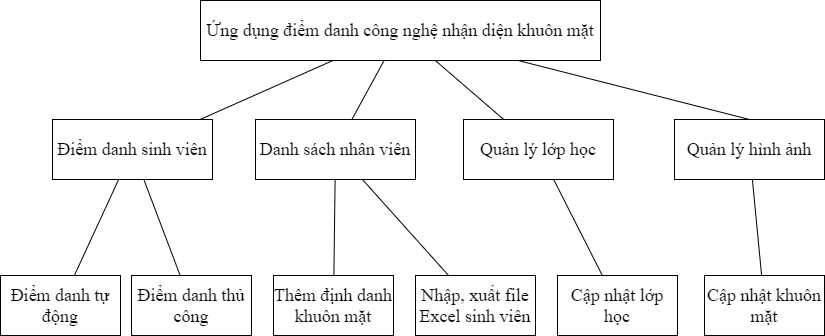 Ứng dụng điểm danh công nghệ nhận diện khuôn mặt
Điểm danh sinh viên
Danh sách nhân viên
Quản lý lớp học
Quản lý hình ảnh
Điểm danh tự
động
Điểm danh thủ
công
Thêm định danh
khuôn mặt
Nhập, xuất file
Excel sinh viên
Cập nhật lớp
học
Cập nhật khuôn
mặt